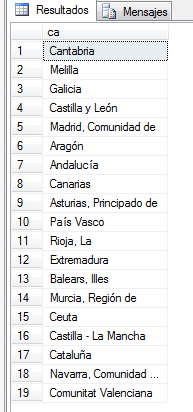 Resultados Mensajes
ca
1 Cantabria
2 Melilla
3 Galicia
4 Castilla y León
5 Madrid, Comunidad de
6 Aragón
7 Andalucía
8 Canarias
9 Asturias, Principado de
10 País Vasco
11 Rioja, La
12 Extremadura
13 Balears, Illes
14 Murcia, Región de
15 Ceuta
16 Castilla - La Mancha
17 Cataluña
18 Navarra, Comunidad ...
19 Comunitat Valenciana